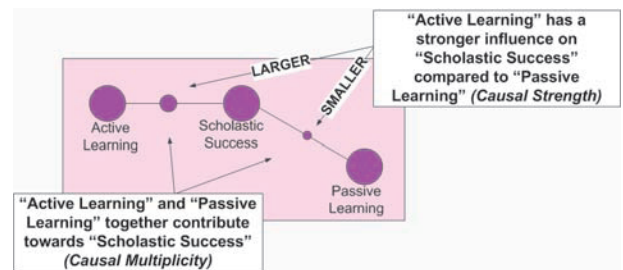 “Active Learning” has a
stronger influence on
“Scholastic Success”
compared to “Passive
Learning” (Causal Strength)
LARGER
SMALLER
Active
Learning
Scholastic
Success
Passive
Learning
“Active Learning” and “Passive
Learning” together contribute
towards “Scholastic Success”
(Causal Multiplicity)